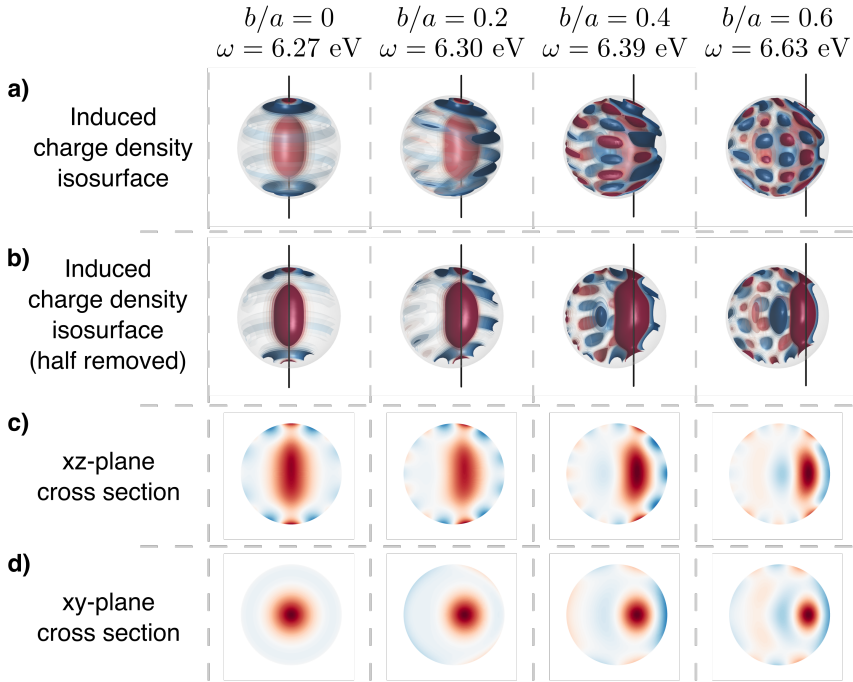 b/a = 0
ω = 6.27 eV
b/a = 0.2
ω = 6.30 eV
b/a = 0.4
ω = 6.39 eV
b/a = 0.6
ω = 6.63 eV
a)
Induced
charge density
isosurface
b)
Induced
charge density
isosurface
(half removed)
c)
xz-plane
cross section
d)
xy-plane
cross section